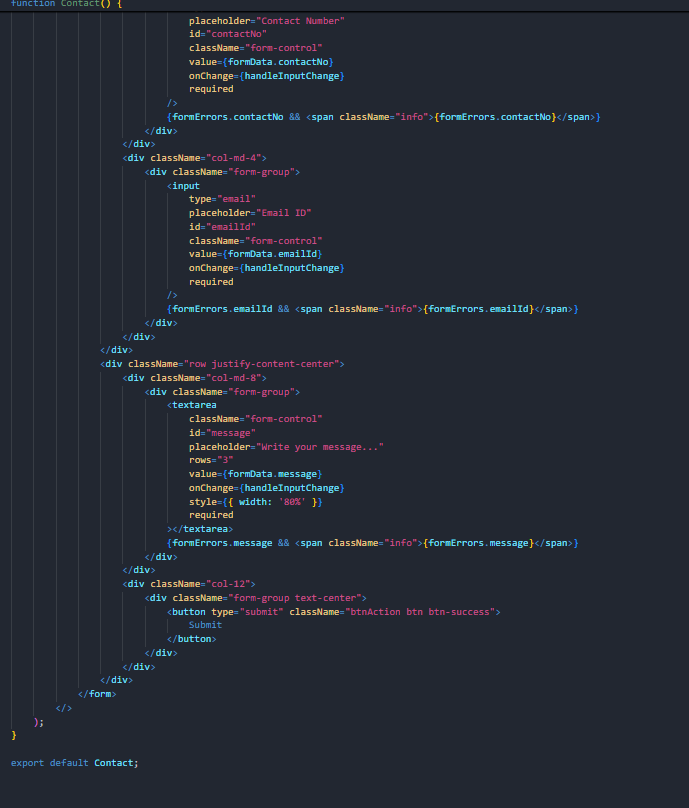 function Contact() {
placeholder="Contact Number"
id="contactNo"
className="form-control"
value={formData.contactNo}
onChange={handleInputChange}
required
/>
{formErrors.contactNo && <span className="info">{formErrors.contactNo}</span>}
</div>
</div>
<div className="col-md-4">
<div className="form-group">
<input
type="email"
placeholder="Email ID"
id="emailId"
className="form-control"
value={formData.emailId}
onChange={handleInputChange}
required
/>
{formErrors.emailId && <span className="info">{formErrors.emailId}</span>}
</div>
</div>
</div>
<div className="row justify-content-center">
<div className="col-md-8">
<div className="form-group">
<textarea
className="form-control"
id="message"
placeholder="Write your message..."
rows="3"
value={formData.message}
onChange={handleInputChange}
style={{ width: '80%' }}
required
></textarea>
{formErrors.message && <span className="info">{formErrors.message}</span>}
</div>
</div>
<div className="col-12">
<div className="form-group text-center">
<button type="submit" className="btnAction btn btn-success">
Submit
</button>
</div>
</div>
</div>
</form>
</>
);
}
export default Contact;